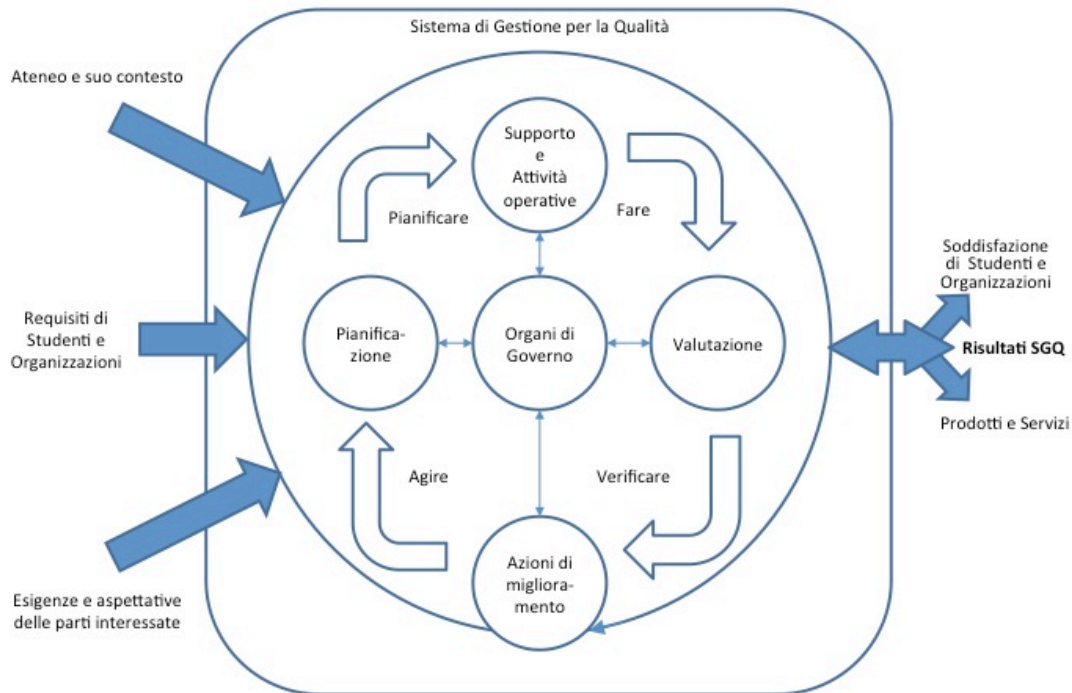 Sistema di Gestione per la Qualità
Ateneo e suo contesto
Supporto
e
Attività
operative
Pianificare
Fare
Requisiti di
Studenti e
Organizzazioni
Pianifica-
zione
Organi di
Governo
Valutazione
Soddisfazione
di Studenti e
Organizzazioni
Risultati SGQ
Prodotti e Servizi
Agire
Verificare
Azioni di
migliora-
mento
Esigenze e aspettative
delle parti interessate